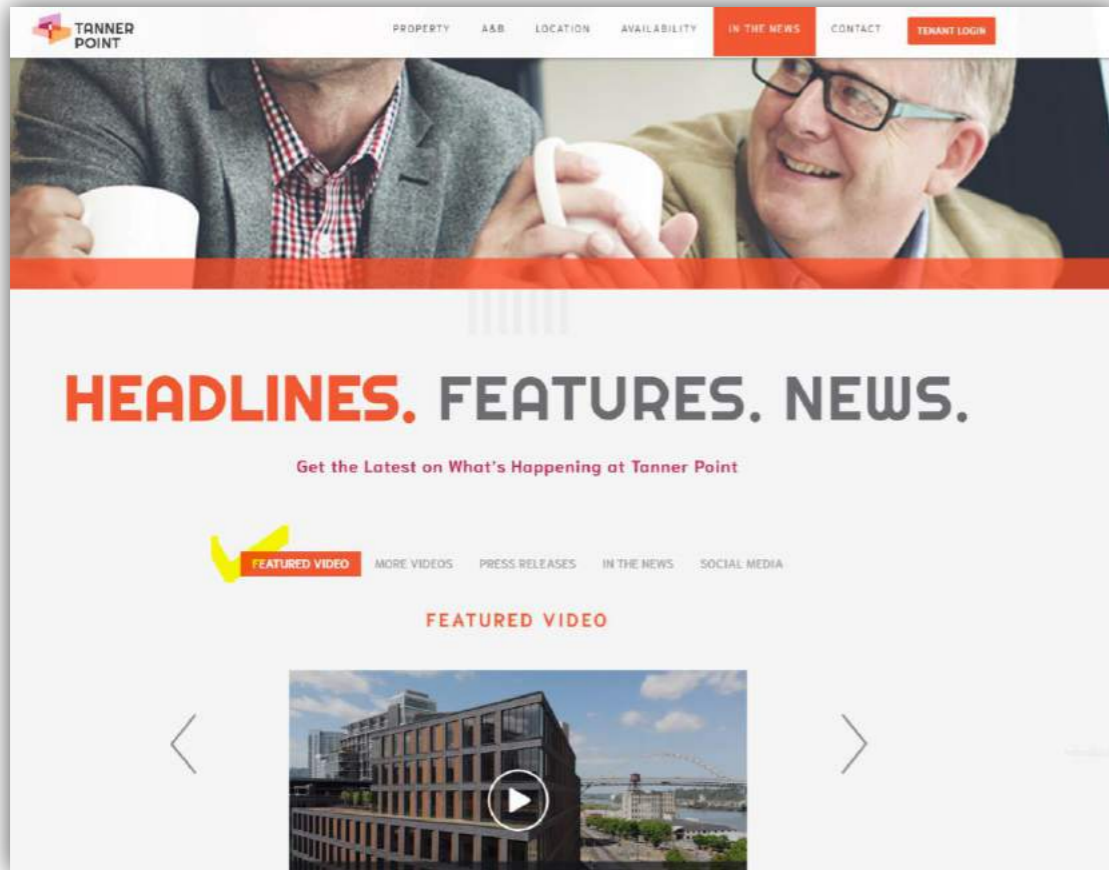 TANNER
POINT
PROPERTY A&B LOCATION AVAILABILITY IN THE NEWS CONTACT TENANT LOGIN
HEADLINES. FEATURES. NEWS.
Get the Latest on What's Happening at Tanner Point
FEATURED VIDEO MORE VIDEOS PRESS RELEASES IN THE NEWS SOCIAL MEDIA
FEATURED VIDEO